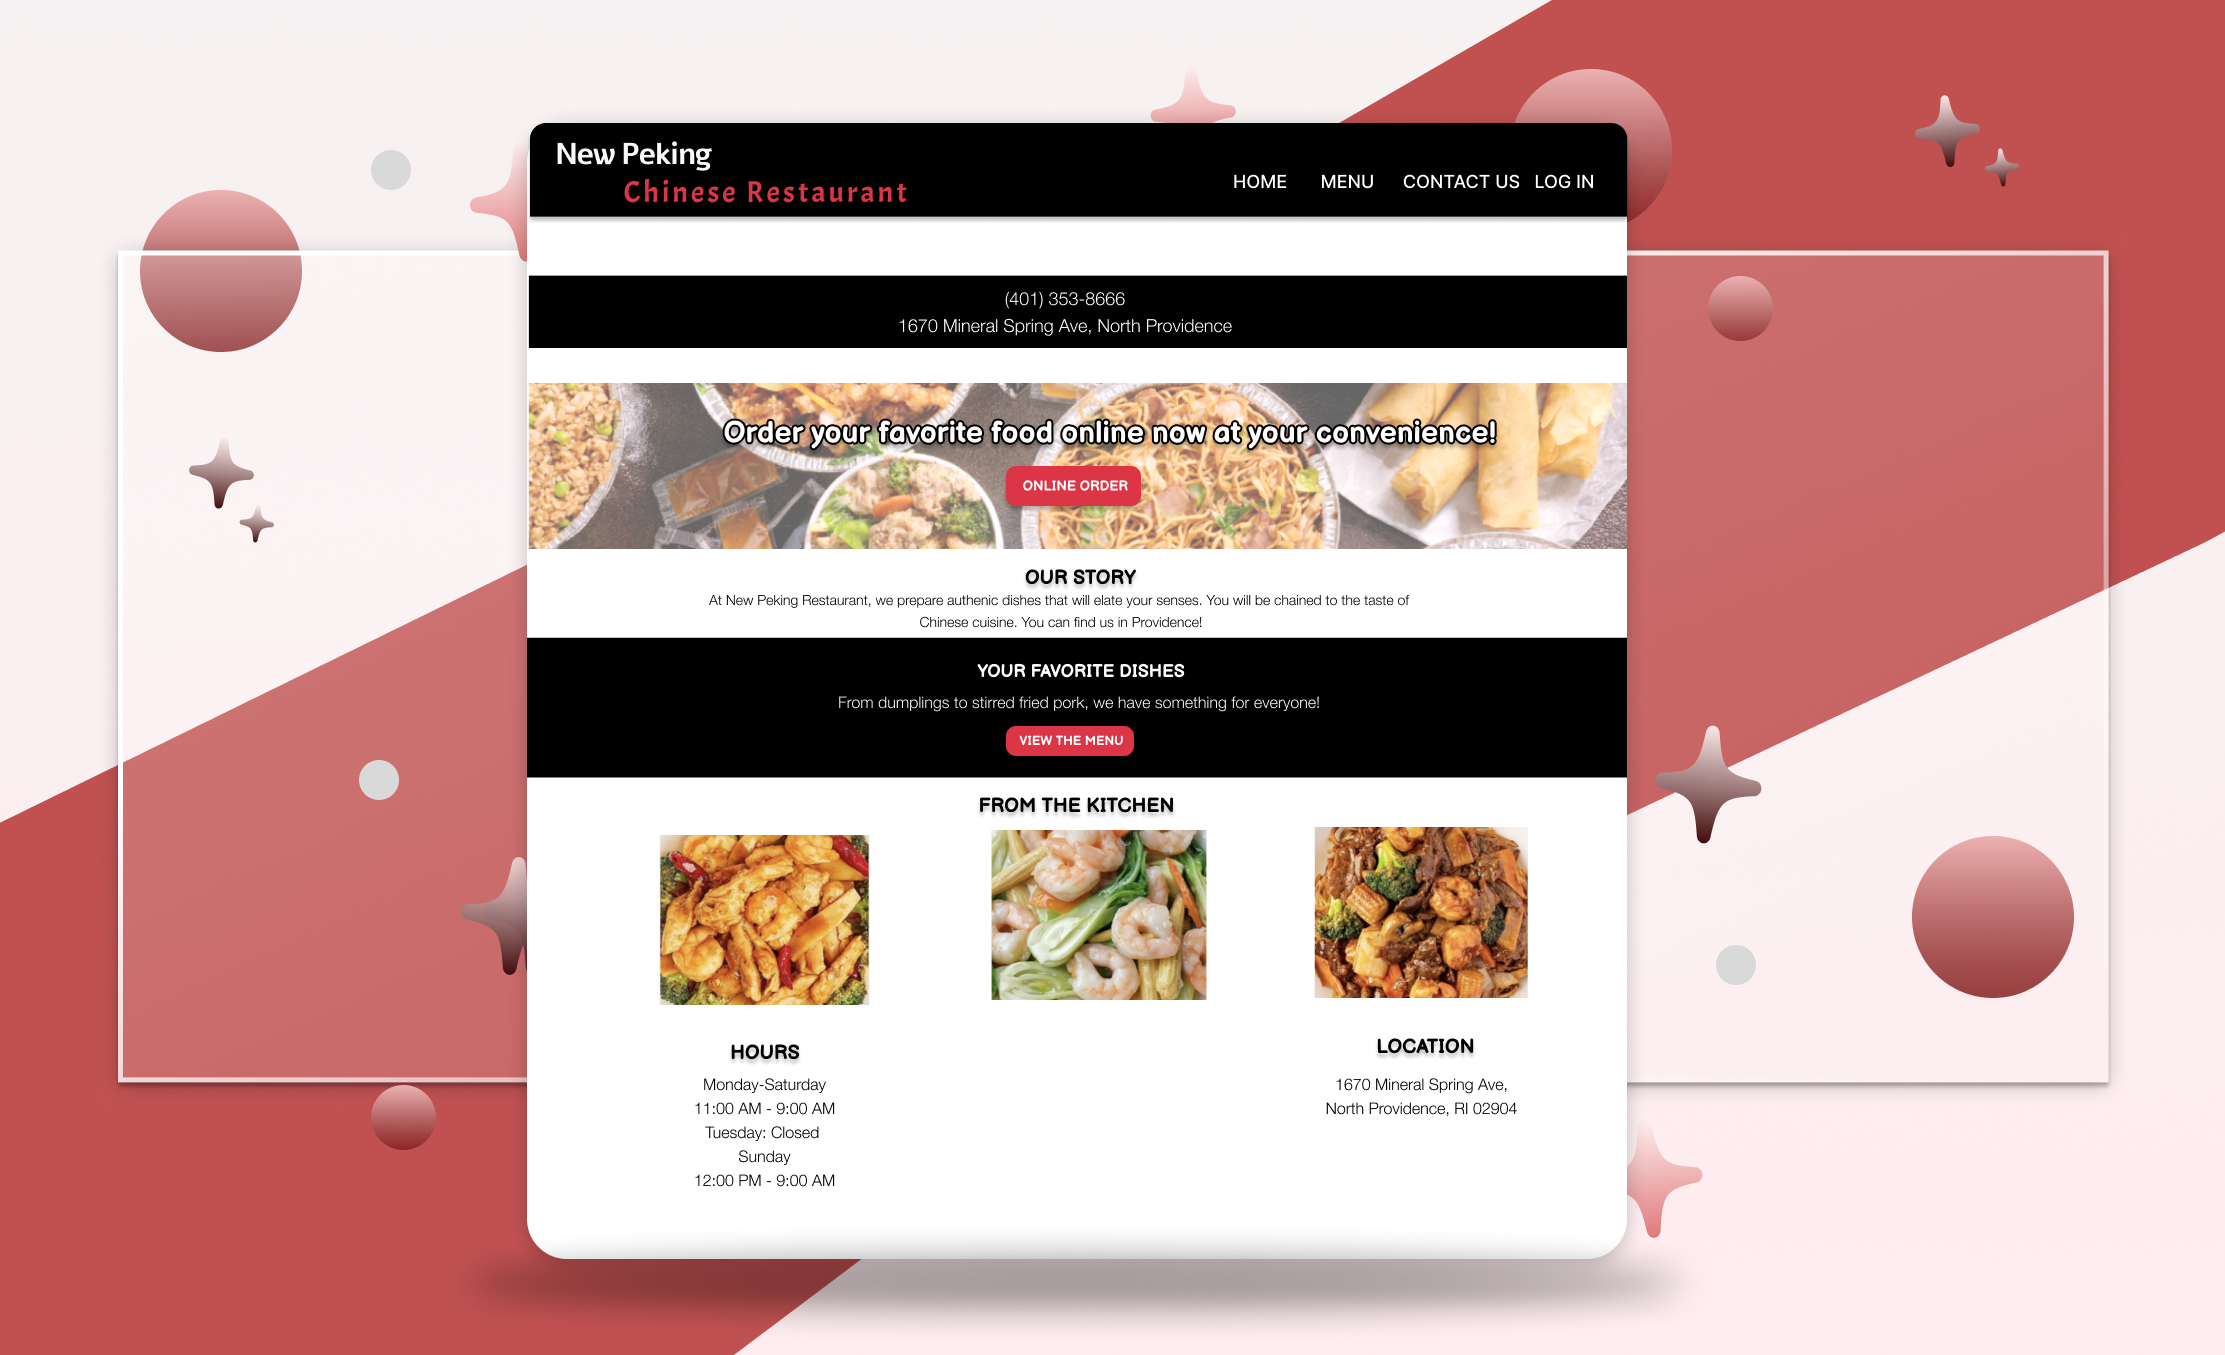 New Peking
Chinese Restaurant
HOME MENU CONTACT US LOG IN
(401) 353-8666
1670 Mineral Spring Ave, North Providence
Order your favorite food online now at your convenience!
ONLINE ORDER
OUR STORY
At New Peking Restaurant, we prepare authenic dishes that will elate your senses. You will be chained to the taste of
Chinese cuisine. You can find us in Providence!
YOUR FAVORITE DISHES
From dumplings to stirred fried pork, we have something for everyone!
VIEW THE MENU
FROM THE KITCHEN
HOURS
Monday-Saturday
11:00 AM - 9:00 AM
Tuesday: Closed
Sunday
12:00 PM - 9:00 AM
LOCATION
1670 Mineral Spring Ave,
North Providence, RI 02904